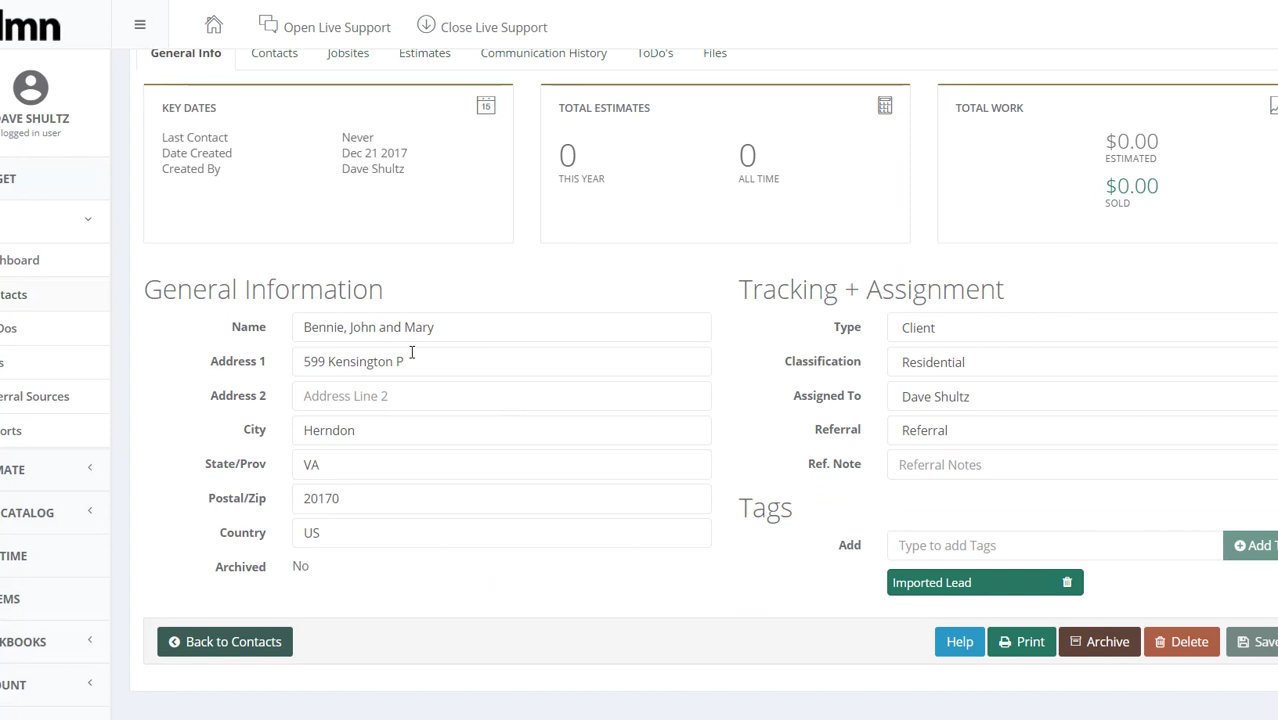 lmn
Open Live Support
Close Live Support
General Info
Contacts
Jobsites
Estimates
Communication History
ToDo's
Files
AVE SHULTZ
logged in user
GET
hboard
tacts
Dos
s
erral Sources
orts
MATE
CATALOG
TIME
EMS
KBOOKS
OUNT
KEY DATES
15
Last Contact Never
Date Created Dec 21 2017
Created By Dave Shultz
TOTAL ESTIMATES
0 0
THIS YEAR ALL TIME
TOTAL WORK
$0.00
ESTIMATED
$0.00
SOLD
General Information
Name Bennie, John and Mary
Address 1 599 Kensington P
Address 2 Address Line 2
City Herndon
State/Prov VA
Postal/Zip 20170
Country US
Archived No
Tracking + Assignment
Type Client
Classification Residential
Assigned To Dave Shultz
Referral Referral
Ref. Note Referral Notes
Tags
Add Type to add Tags Add T
Imported Lead
Back to Contacts
Help
Print
Archive
Delete
Save